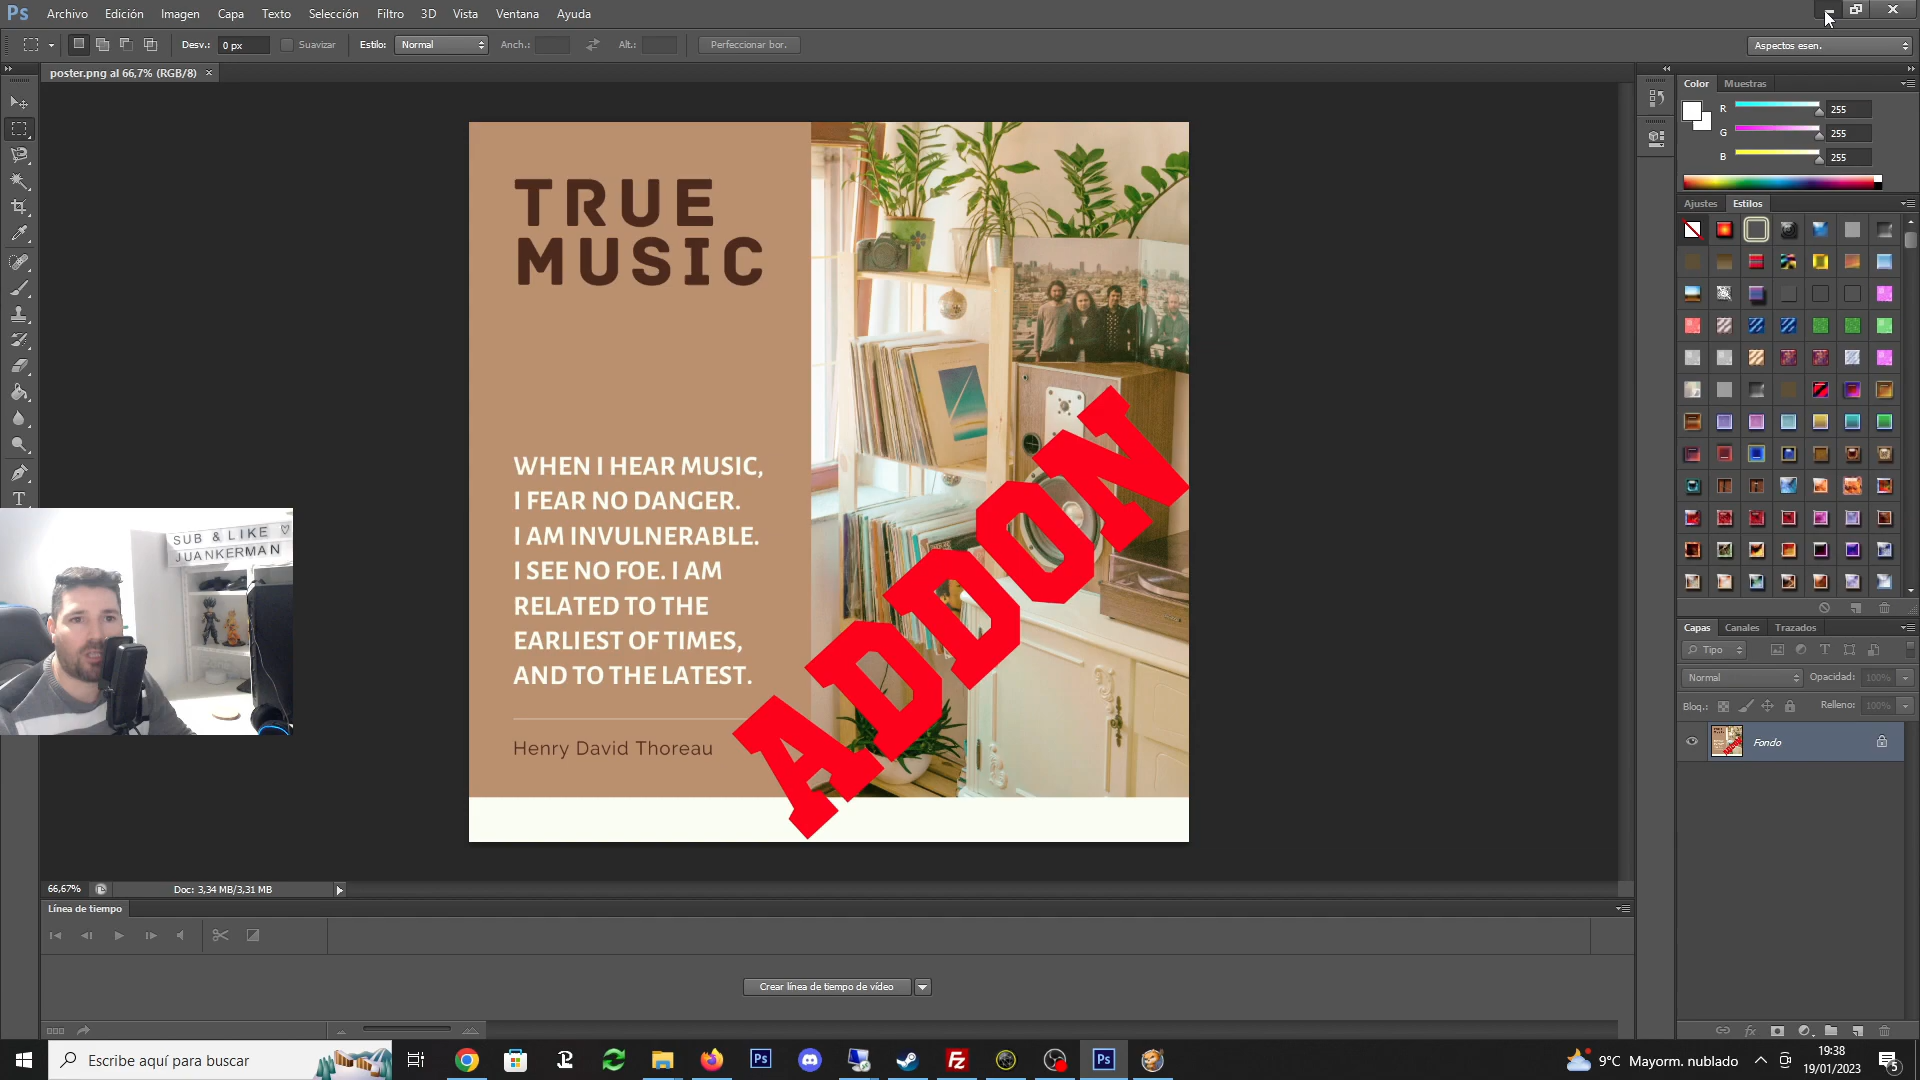 Ps Archivo Edición Imagen Capa Texto Selección Filtro 3D Vista Ventana Ayuda
Desv.: 0 px Suavizar Estilo: Normal Anch.: Alt.: Perfeccionar bor. Aspectos esen.
poster.png al 66,7% (RGB/8) ×
Color Muestras
R 255
G 255
B 255
Ajustes Estilos
TRUE
MUSIC
WHEN I HEAR MUSIC,
I FEAR NO DANGER.
I AM INVULNERABLE.
I SEE NO FOE. I AM
RELATED TO THE
EARLIEST OF TIMES,
AND TO THE LATEST.
Henry David Thoreau
ADDON
SUB & LIKE
JUANKERMAN
Capas Canales Trazados
Tipo
Normal Opacidad: 100%
Bloq.: Relleno: 100%
Fondo
66,67% Doc: 3,34 MB/3,31 MB
Línea de tiempo
Crear línea de tiempo de vídeo
Escribe aquí para buscar
9°C Mayorm. nublado
19:38
19/01/2023
5